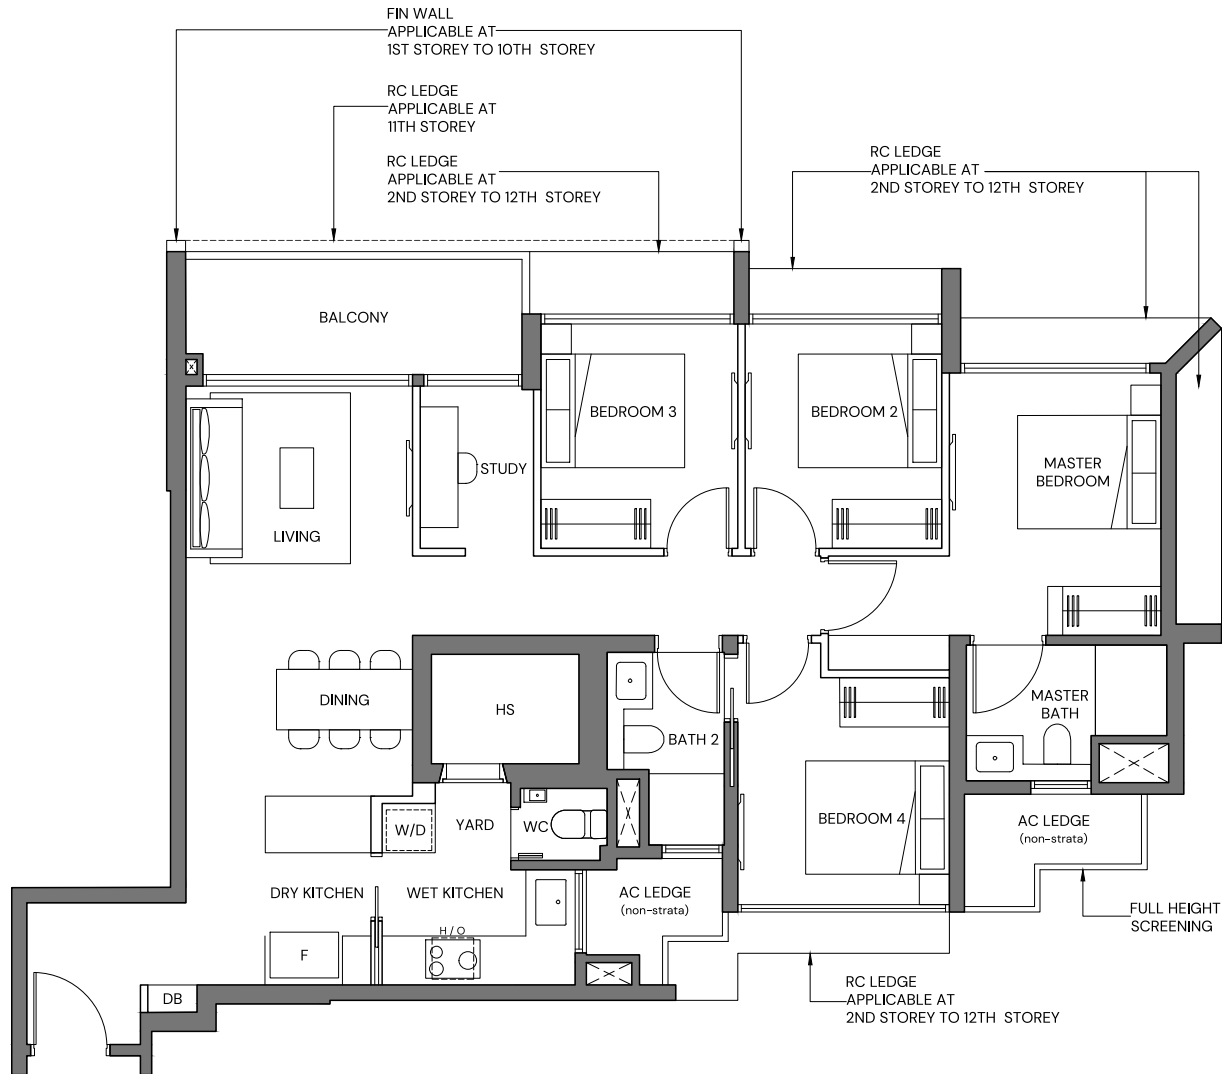 FIN WALL
APPLICABLE AT
1ST STOREY TO 10TH STOREY
RC LEDGE
APPLICABLE AT
11TH STOREY
RC LEDGE
APPLICABLE AT
2ND STOREY TO 12TH STOREY
RC LEDGE
APPLICABLE AT
2ND STOREY TO 12TH STOREY
BALCONY
BEDROOM 3
BEDROOM 2
MASTER
BEDROOM
STUDY
LIVING
DINING
HS
BATH 2
MASTER
BATH
W/D
YARD
WC
BEDROOM 4
AC LEDGE
(non-strata)
DRY KITCHEN
WET KITCHEN
AC LEDGE
(non-strata)
FULL HEIGHT
SCREENING
H / O
F
DB
RC LEDGE
APPLICABLE AT
2ND STOREY TO 12TH STOREY